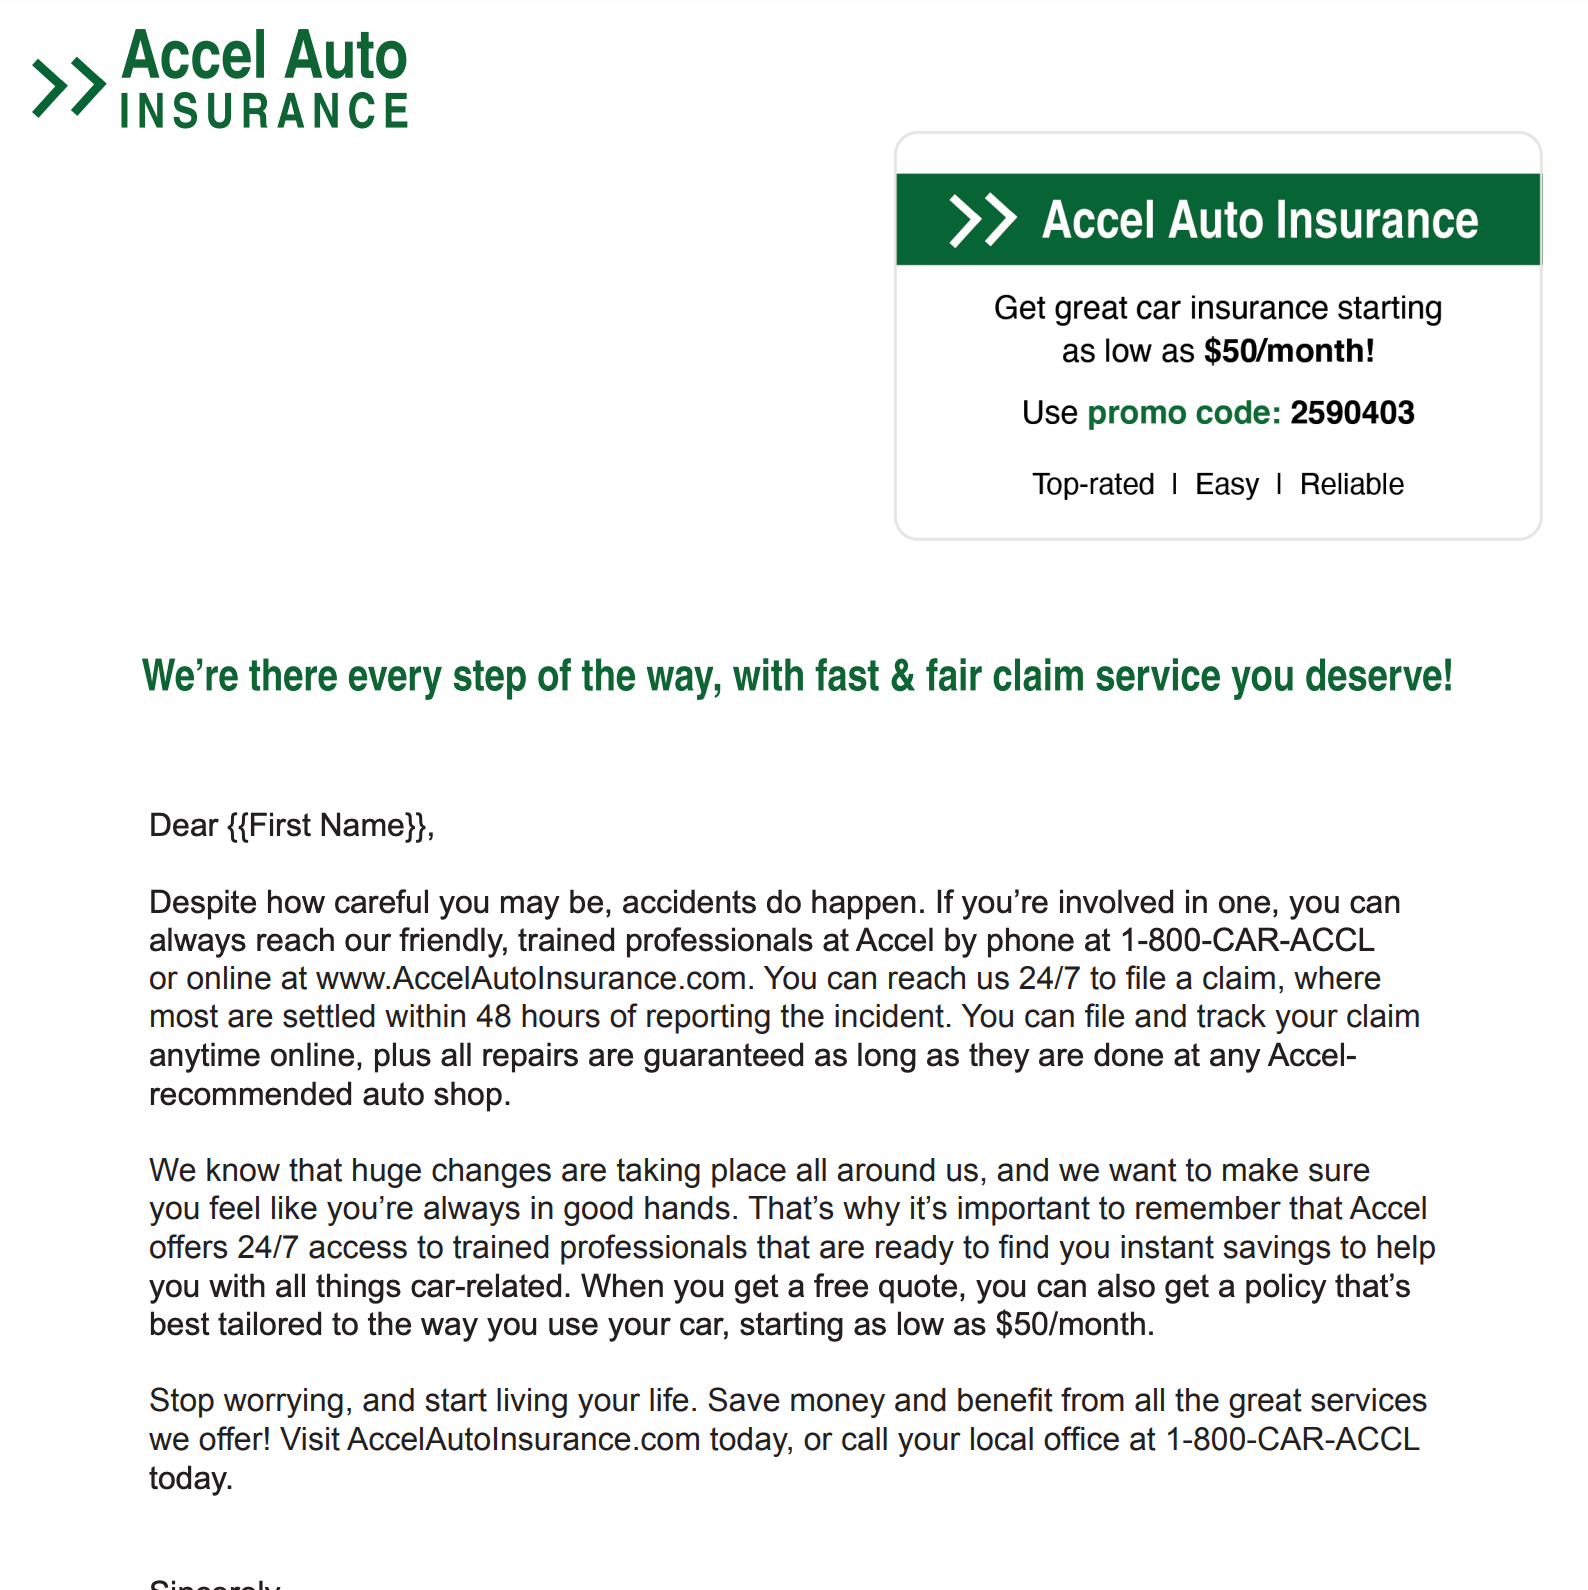 Accel Auto
INSURANCE
Accel Auto Insurance
Get great car insurance starting
as low as $50/month!
Use promo code: 2590403
Top-rated | Easy | Reliable
We’re there every step of the way, with fast & fair claim service you deserve!
Dear {{First Name}},
Despite how careful you may be, accidents do happen. If you’re involved in one, you can
always reach our friendly, trained professionals at Accel by phone at 1-800-CAR-ACCL
or online at www.AccelAutoInsurance.com. You can reach us 24/7 to file a claim, where
most are settled within 48 hours of reporting the incident. You can file and track your claim
anytime online, plus all repairs are guaranteed as long as they are done at any Accel-
recommended auto shop.
We know that huge changes are taking place all around us, and we want to make sure
you feel like you’re always in good hands. That’s why it’s important to remember that Accel
offers 24/7 access to trained professionals that are ready to find you instant savings to help
you with all things car-related. When you get a free quote, you can also get a policy that’s
best tailored to the way you use your car, starting as low as $50/month.
Stop worrying, and start living your life. Save money and benefit from all the great services
we offer! Visit AccelAutoInsurance.com today, or call your local office at 1-800-CAR-ACCL
today.
Sincerely